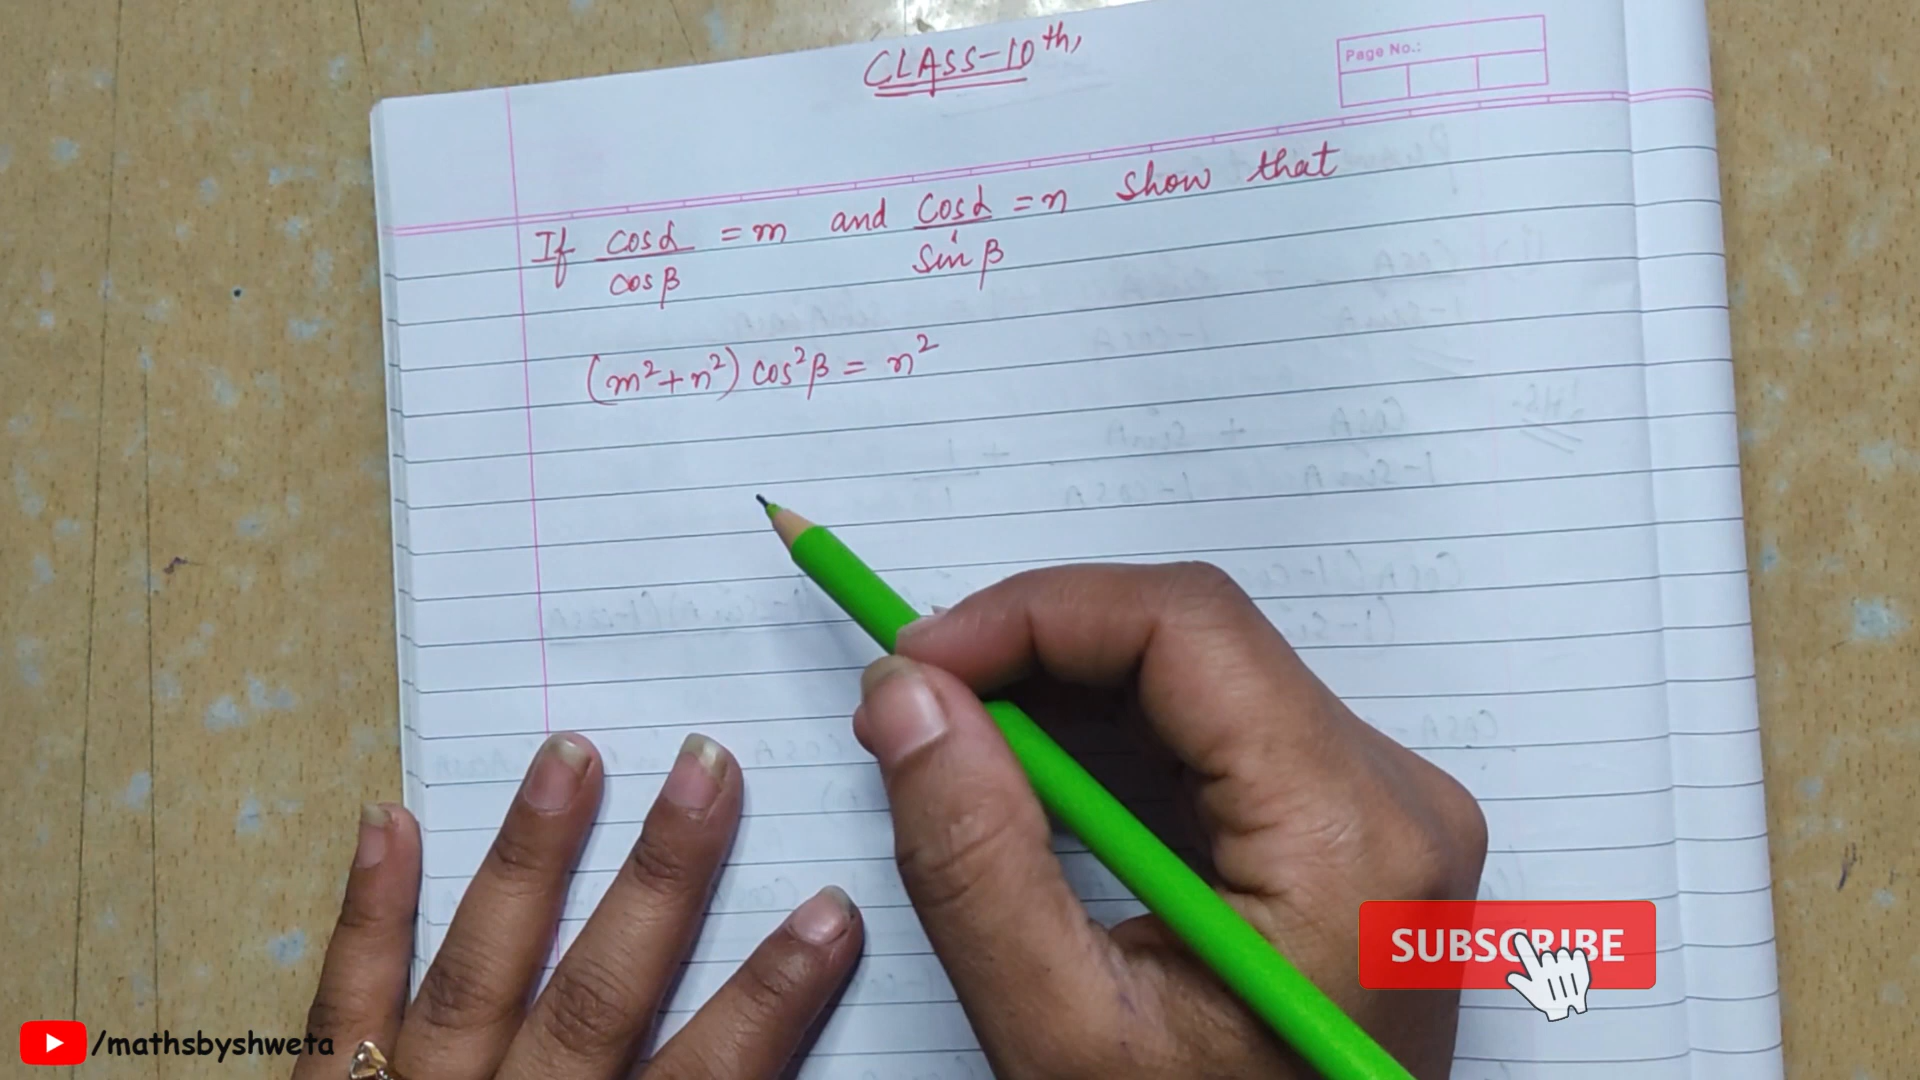 CLASS-10th,
Page No.:
If cosα/cosβ = m and cosα/sinβ = n show that
(m²+n²) cos²β = n²
SUBSCRIBE
/mathsbyshweta